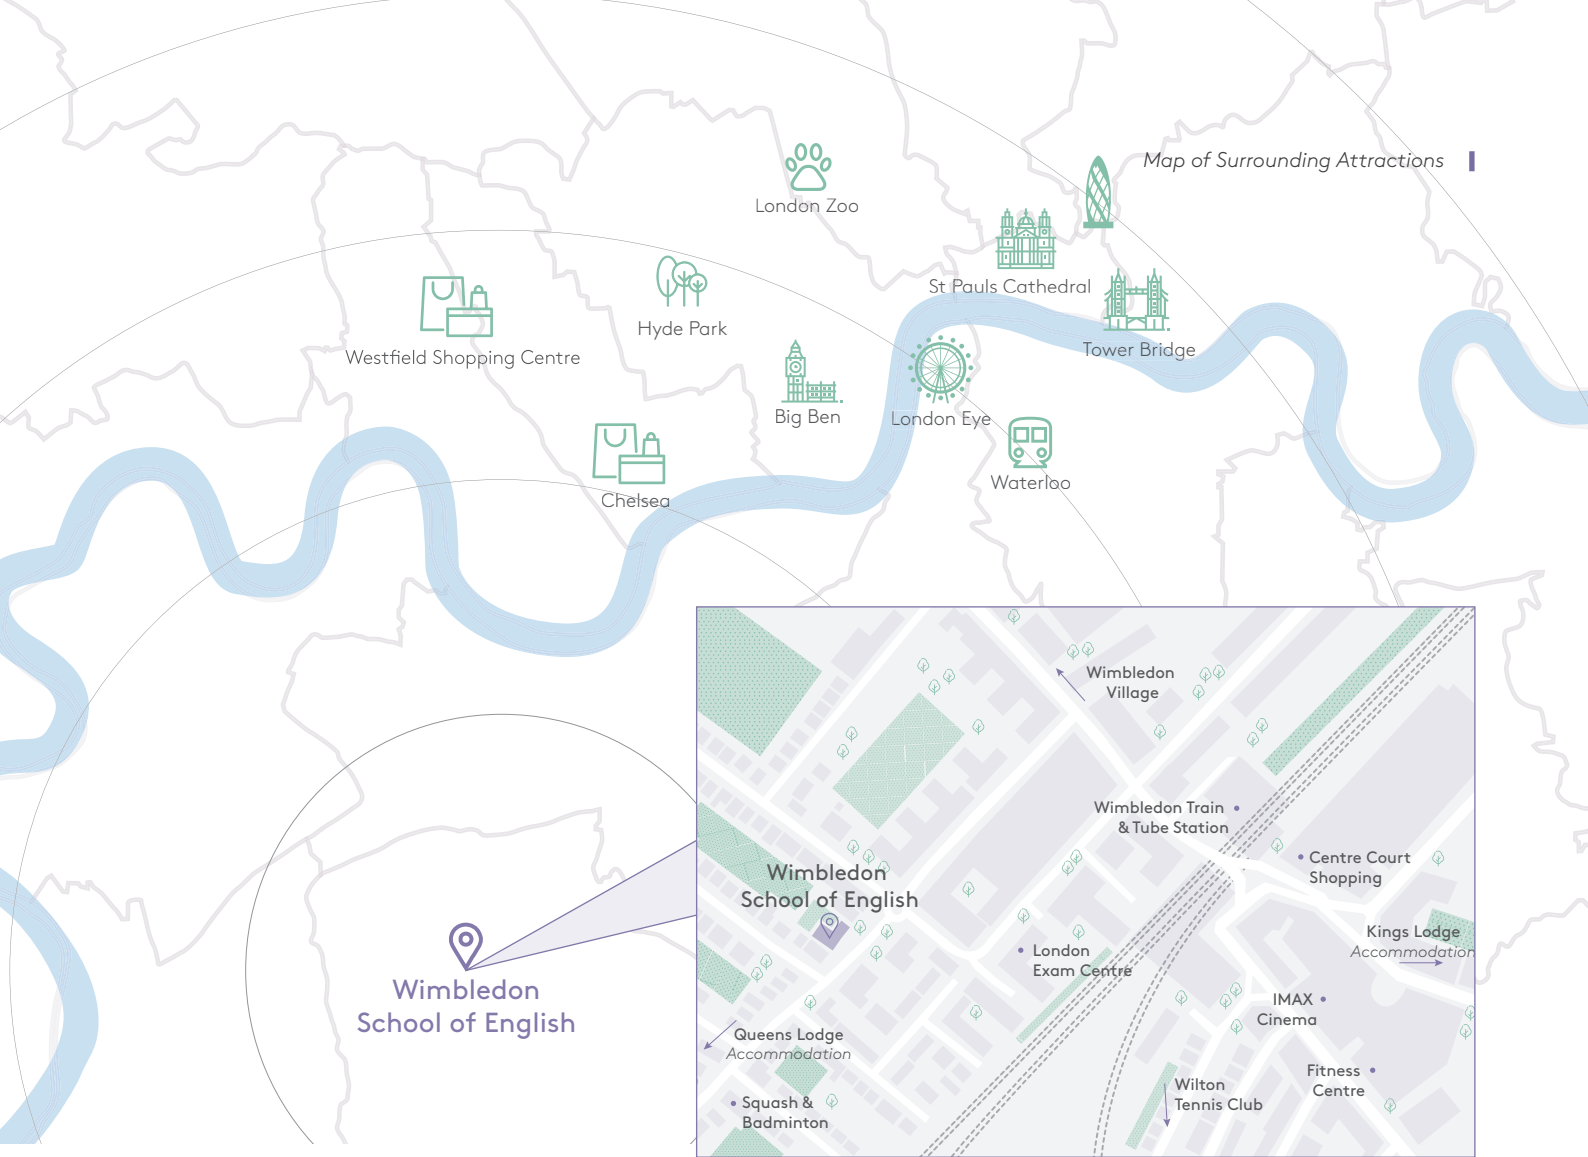 Map of Surrounding Attractions
London Zoo
St Pauls Cathedral
Hyde Park
Westfield Shopping Centre
Tower Bridge
Big Ben
London Eye
Waterloo
Chelsea
Wimbledon
School of English
Wimbledon
Village
Wimbledon Train
& Tube Station
Centre Court
Shopping
Wimbledon
School of English
Kings Lodge
Accommodation
London
Exam Centre
IMAX
Cinema
Queens Lodge
Accommodation
Fitness
Centre
Wilton
Tennis Club
Squash &
Badminton